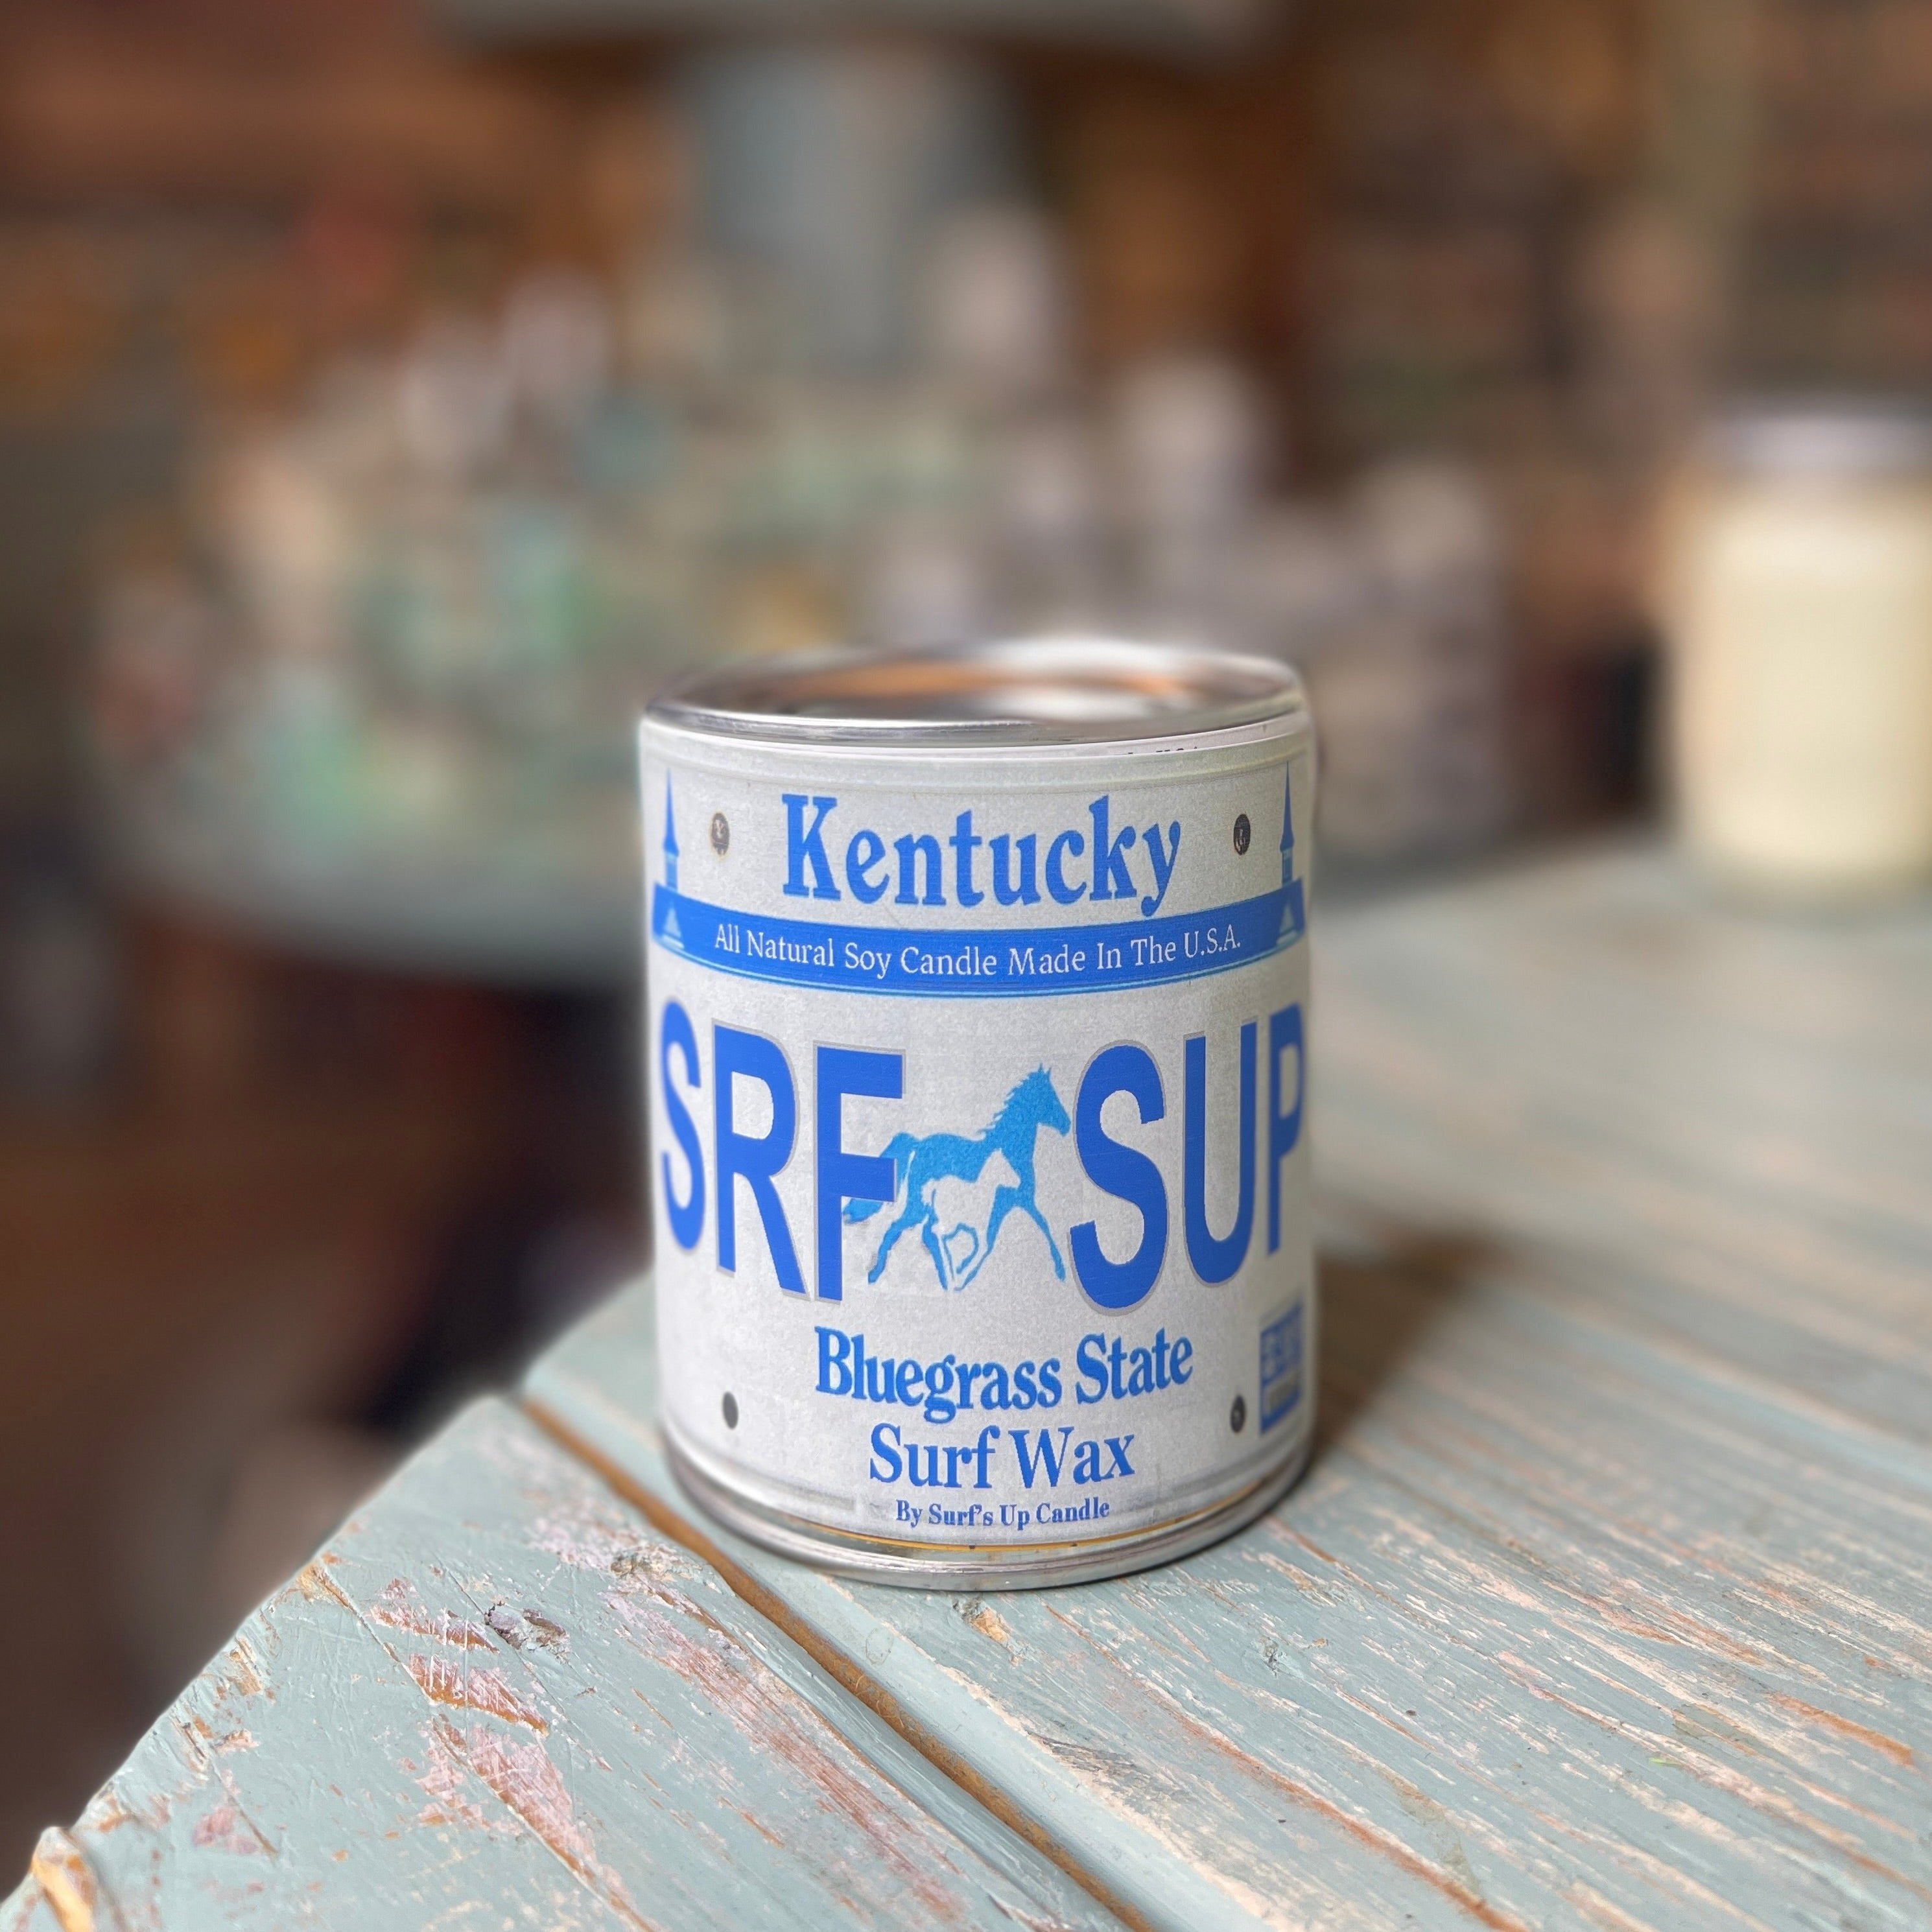 Kentucky
All Natural Soy Candle Made In The U.S.A.
SRF SUP
Bluegrass State
Surf Wax
By Surf's Up Candle